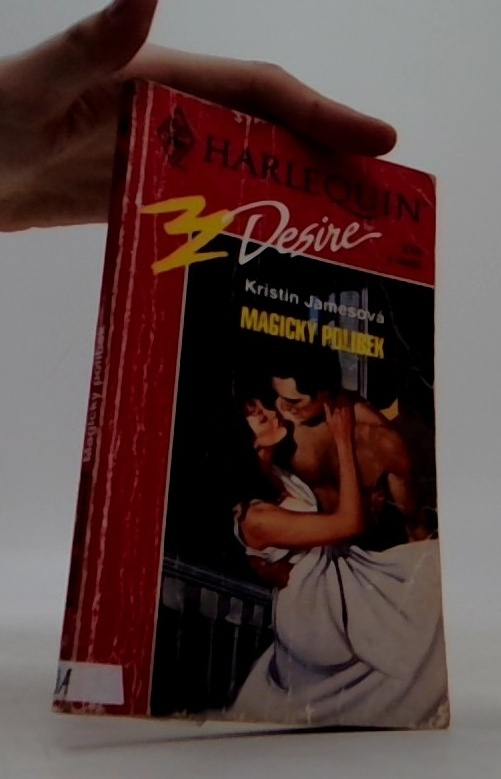 HARLEQUIN
Desire
Kristin Jamesová
MAGICKÝ POLIBEK
Magický polibek